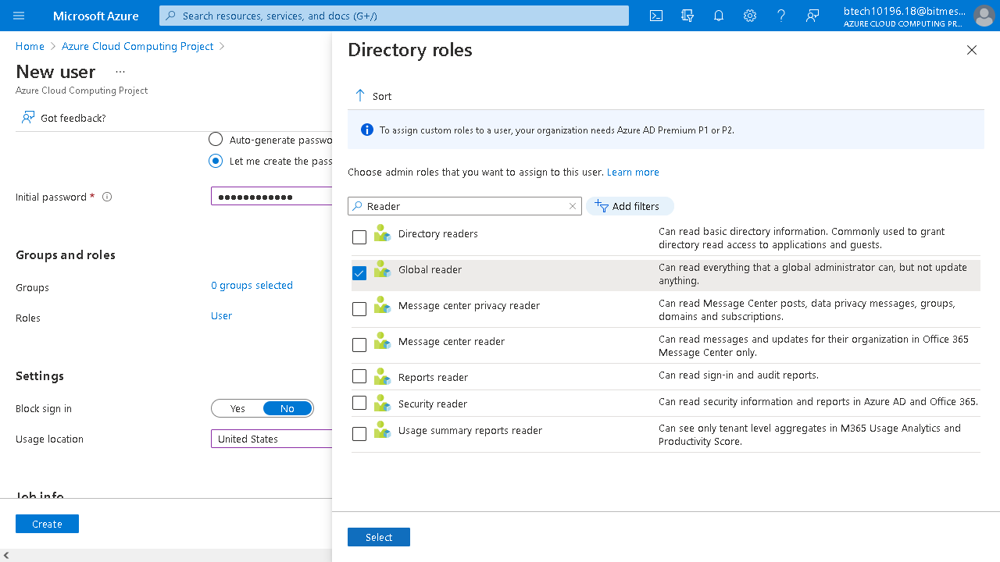 Microsoft Azure
Search resources, services, and docs (G+/)
btech10196.18@bitmes...
AZURE CLOUD COMPUTING PR...
Home > Azure Cloud Computing Project >
New user ...
Azure Cloud Computing Project
Got feedback?
Auto-generate passwo
Let me create the pass
Initial password *
Groups and roles
Groups
0 groups selected
Roles
User
Settings
Block sign in
Yes
No
Usage location
United States
Job info
Create
Directory roles
Sort
To assign custom roles to a user, your organization needs Azure AD Premium P1 or P2.
Choose admin roles that you want to assign to this user. Learn more
Reader
Add filters
Directory readers
Can read basic directory information. Commonly used to grant
directory read access to applications and guests.
Global reader
Can read everything that a global administrator can, but not update
anything.
Message center privacy reader
Can read Message Center posts, data privacy messages, groups,
domains and subscriptions.
Message center reader
Can read messages and updates for their organization in Office 365
Message Center only.
Reports reader
Can read sign-in and audit reports.
Security reader
Can read security information and reports in Azure AD and Office 365.
Usage summary reports reader
Can see only tenant level aggregates in M365 Usage Analytics and
Productivity Score.
Select